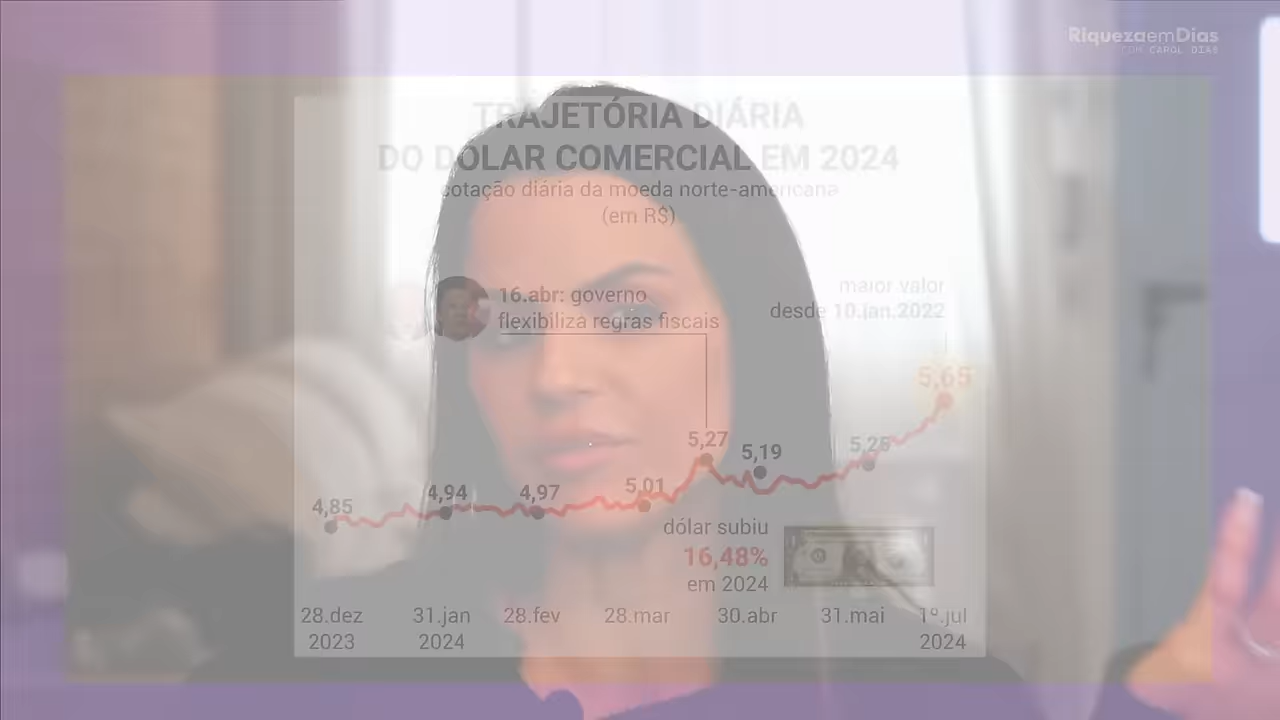 RiquezaemDias
COM CAROL DIAS
TRAJETÓRIA DIÁRIA
DO DÓLAR COMERCIAL EM 2024
cotação diária da moeda norte-americana
(em R$)
16.abr: governo
flexibiliza regras fiscais
maior valor
desde 10.jan.2022
5,65
5,27
5,19
5,25
4,85
4,94
4,97
5,01
dólar subiu
16,48%
em 2024
28.dez
2023
31.jan
2024
28.fev
28.mar
30.abr
31.mai
1º.jul
2024